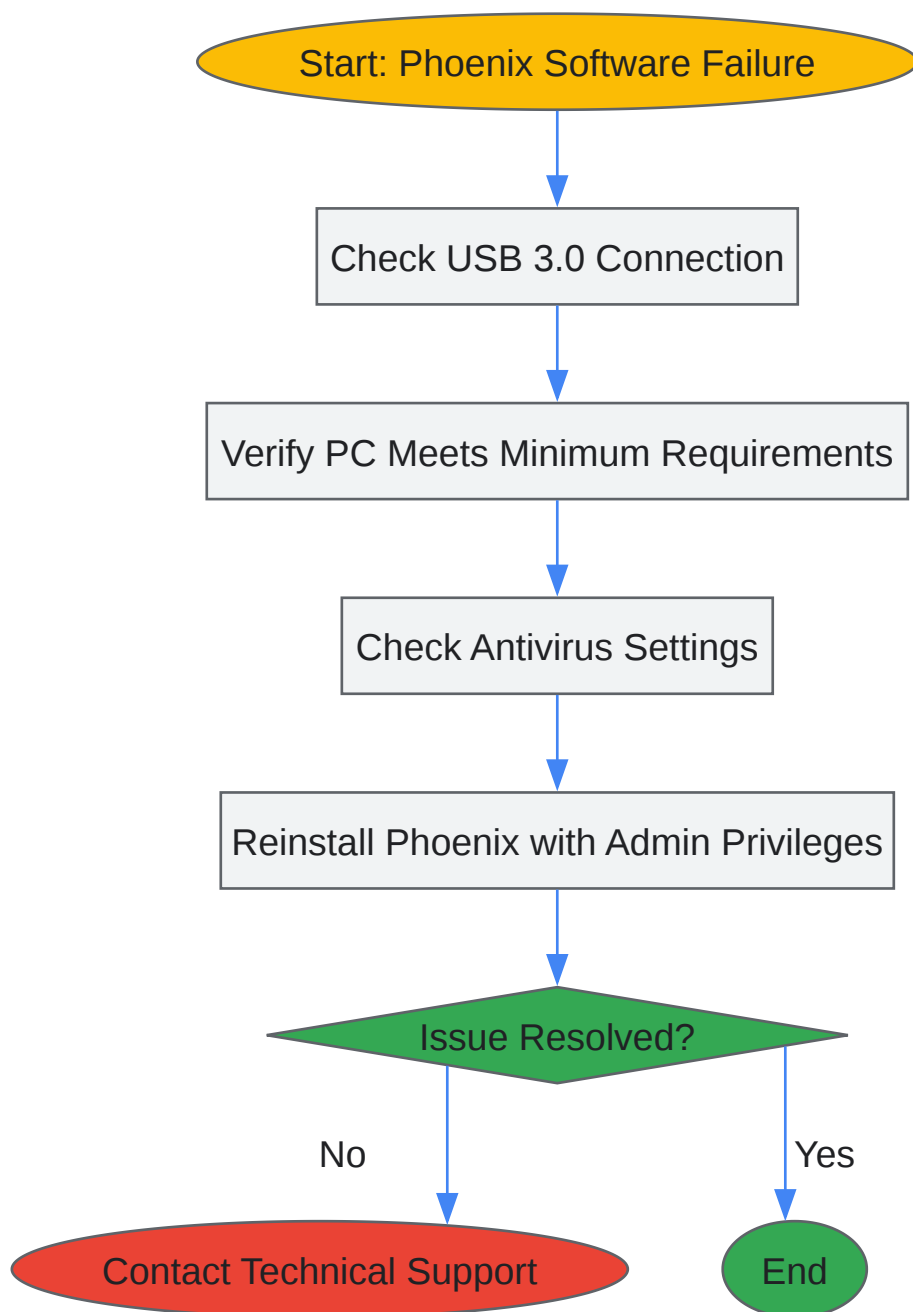 Start: Phoenix Software Failure
Check USB 3.0 Connection
Verify PC Meets Minimum Requirements
Check Antivirus Settings
Reinstall Phoenix with Admin Privileges
Issue Resolved?
No
Yes
Contact Technical Support
End